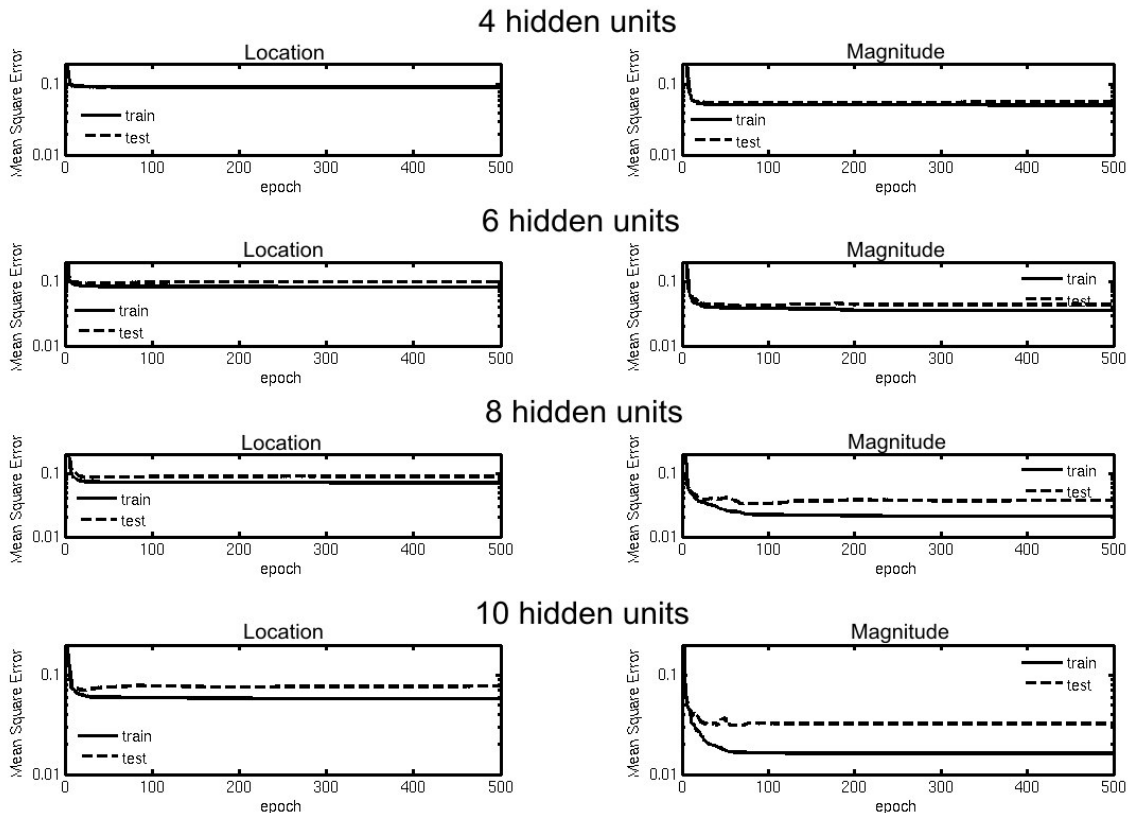 4 hidden units
Location
Mean Square Error
0.1
0.01
train
test
0 100 200 300 400 500
epoch
Magnitude
Mean Square Error
0.1
0.01
train
test
0 100 200 300 400 500
epoch
6 hidden units
Location
Mean Square Error
0.1
0.01
train
test
0 100 200 300 400 500
epoch
Magnitude
Mean Square Error
0.1
0.01
train
test
0 100 200 300 400 500
epoch
8 hidden units
Location
Mean Square Error
0.1
0.01
train
test
0 100 200 300 400 500
epoch
Magnitude
Mean Square Error
0.1
0.01
train
test
0 100 200 300 400 500
epoch
10 hidden units
Location
Mean Square Error
0.1
0.01
train
test
0 100 200 300 400 500
epoch
Magnitude
Mean Square Error
0.1
0.01
train
test
0 100 200 300 400 500
epoch